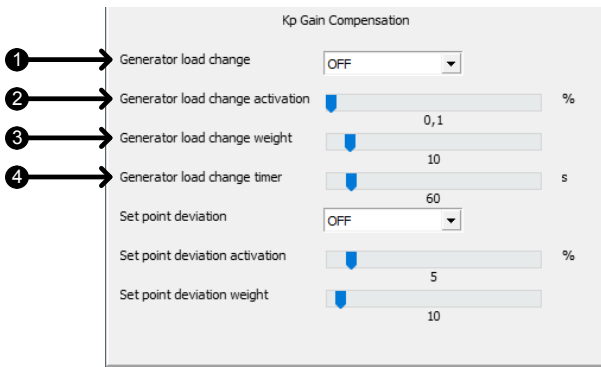 Kp Gain Compensation
1 Generator load change OFF
2 Generator load change activation %
0,1
3 Generator load change weight
10
4 Generator load change timer s
60
Set point deviation OFF
Set point deviation activation %
5
Set point deviation weight
10